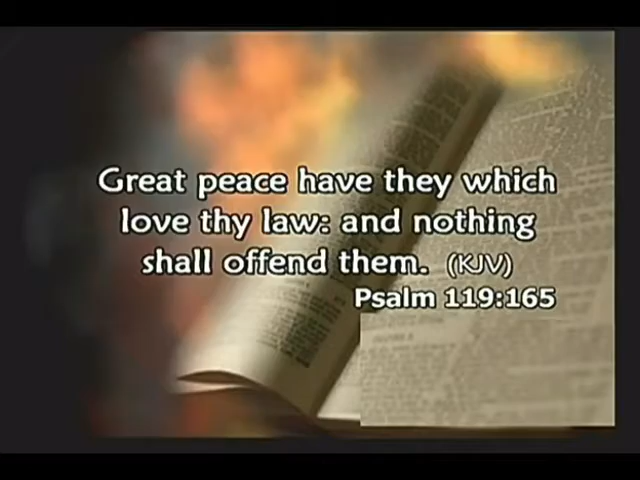 Great peace have they which
love thy law: and nothing
shall offend them. (KJV)
Psalm 119:165